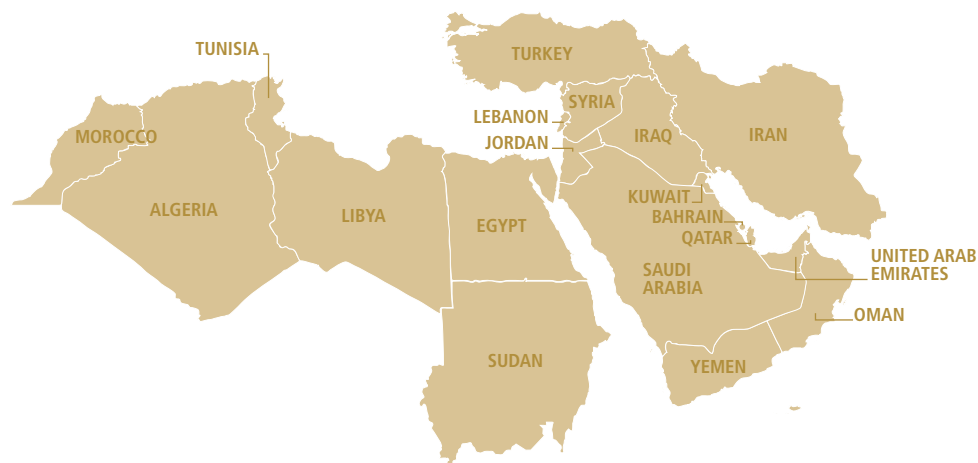 TUNISIA
TURKEY
SYRIA
LEBANON
MOROCCO
IRAQ
IRAN
JORDAN
KUWAIT
ALGERIA
LIBYA
BAHRAIN
EGYPT
QATAR
UNITED ARAB
EMIRATES
SAUDI
ARABIA
OMAN
SUDAN
YEMEN